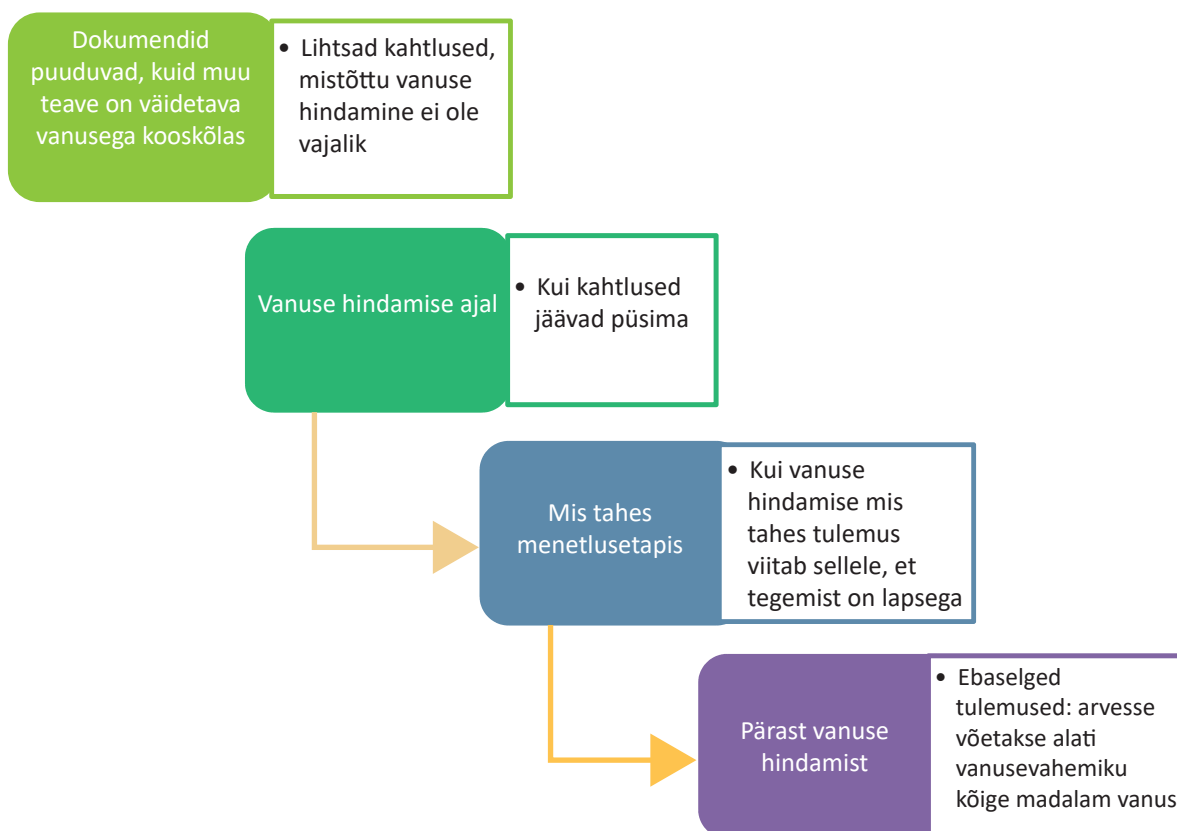 Dokumendid
puuduvad, kuid muu
teave on väidetava
vanusega kooskõlas
• Lihtsad kahtlused,
mistõttu vanuse
hindamine ei ole
vajalik
Vanuse hindamise ajal
• Kui kahtlused
jäävad püsima
Mis tahes
menetlusetapis
• Kui vanuse
hindamise mis
tahes tulemus
viitab sellele, et
tegemist on lapsega
Pärast vanuse
hindamist
• Ebaselged
tulemused: arvesse
võetakse alati
vanusevahemiku
kõige madalam vanus